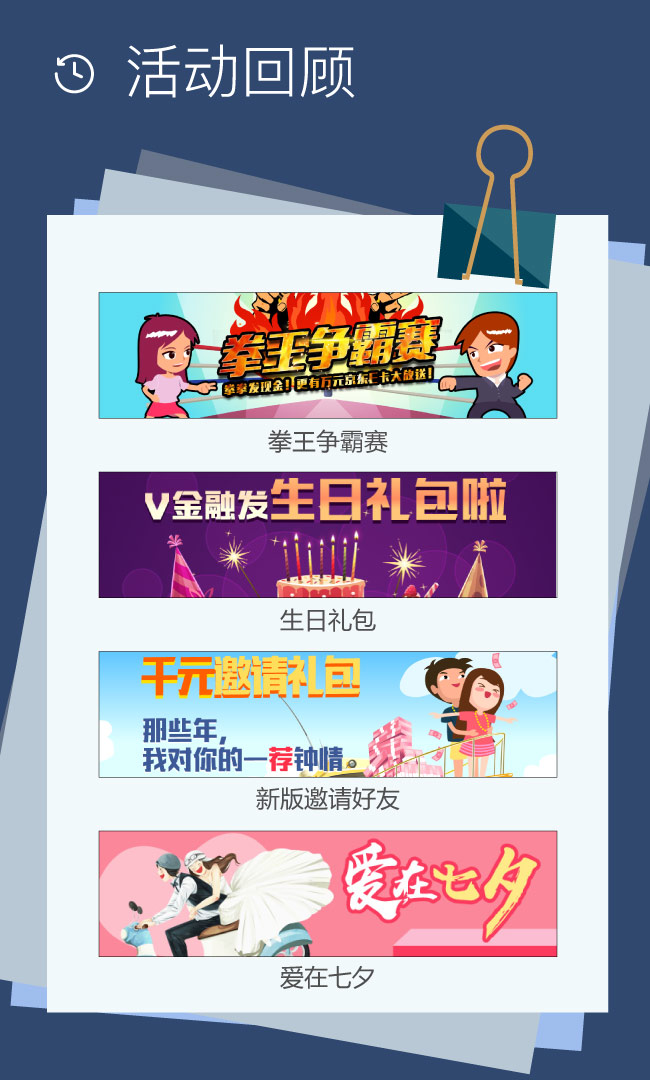 活动回顾
拳王争霸赛
拳拳发现金！更有万元京东E卡大放送！
拳王争霸赛
V金融发生日礼包啦
生日礼包
千元邀请礼包
那些年，
我对你的一荐钟情
新版邀请好友
爱在七夕
爱在七夕